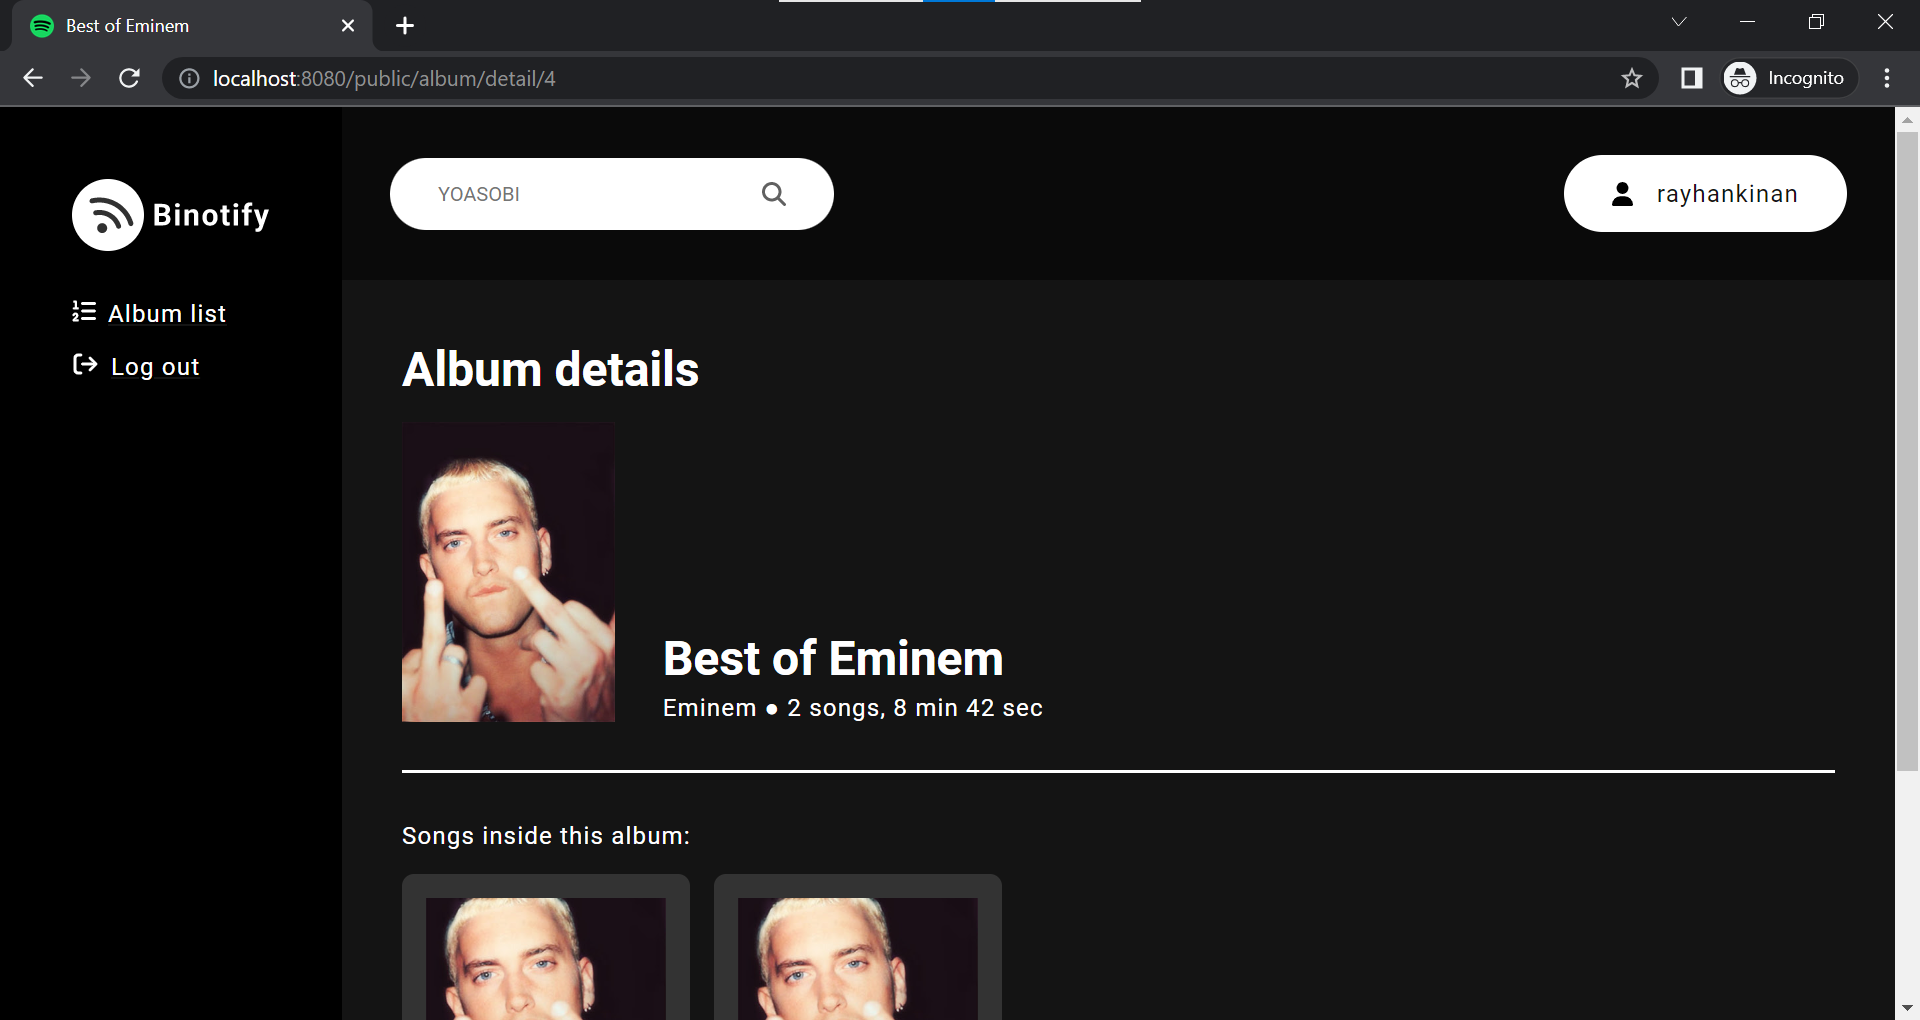 Best of Eminem
localhost:8080/public/album/detail/4
Incognito
Binotify
YOASOBI
rayhankinan
Album list
Log out
Album details
Best of Eminem
Eminem ● 2 songs, 8 min 42 sec
Songs inside this album: